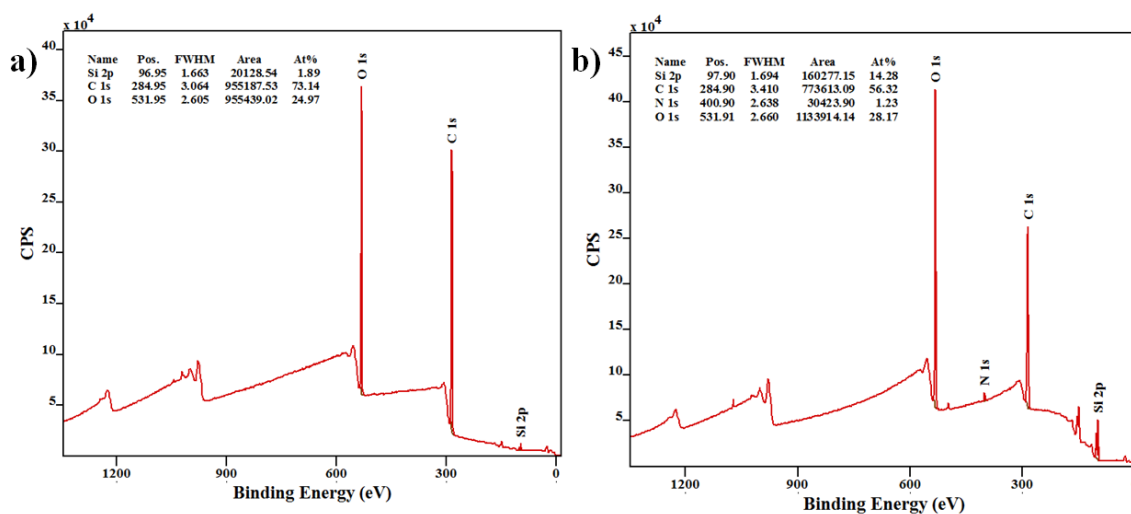 a)
x 10⁴
40
35
30
25
20
15
10
5
CPS
Name Pos. FWHM Area At%
Si 2p 96.95 1.663 20128.54 1.89
C 1s 284.95 3.064 955187.53 73.14
O 1s 531.95 2.605 955439.02 24.97
O 1s
C 1s
Si 2p
1200 900 600 300 0
Binding Energy (eV)
b)
x 10⁴
45
40
35
30
25
20
15
10
5
CPS
Name Pos. FWHM Area At%
Si 2p 97.90 1.694 160277.15 14.28
C 1s 284.90 3.410 773613.09 56.32
N 1s 400.90 2.638 30423.90 1.23
O 1s 531.91 2.660 1133914.14 28.17
O 1s
N 1s
C 1s
Si 2p
1200 900 600 300
Binding Energy (eV)